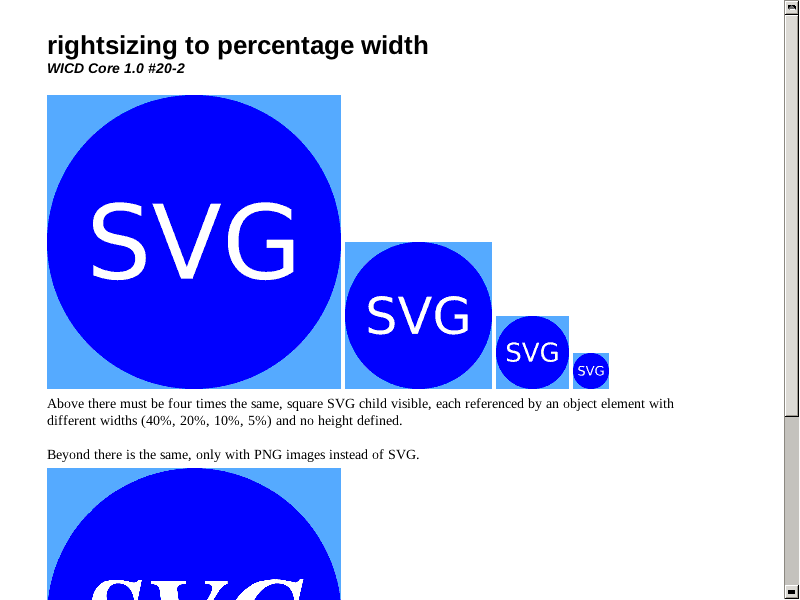 rightsizing to percentage width
WICD Core 1.0 #20-2
SVG
SVG
SVG
SVG
Above there must be four times the same, square SVG child visible, each referenced by an object element with
different widths (40%, 20%, 10%, 5%) and no height defined.
Beyond there is the same, only with PNG images instead of SVG.
SVG